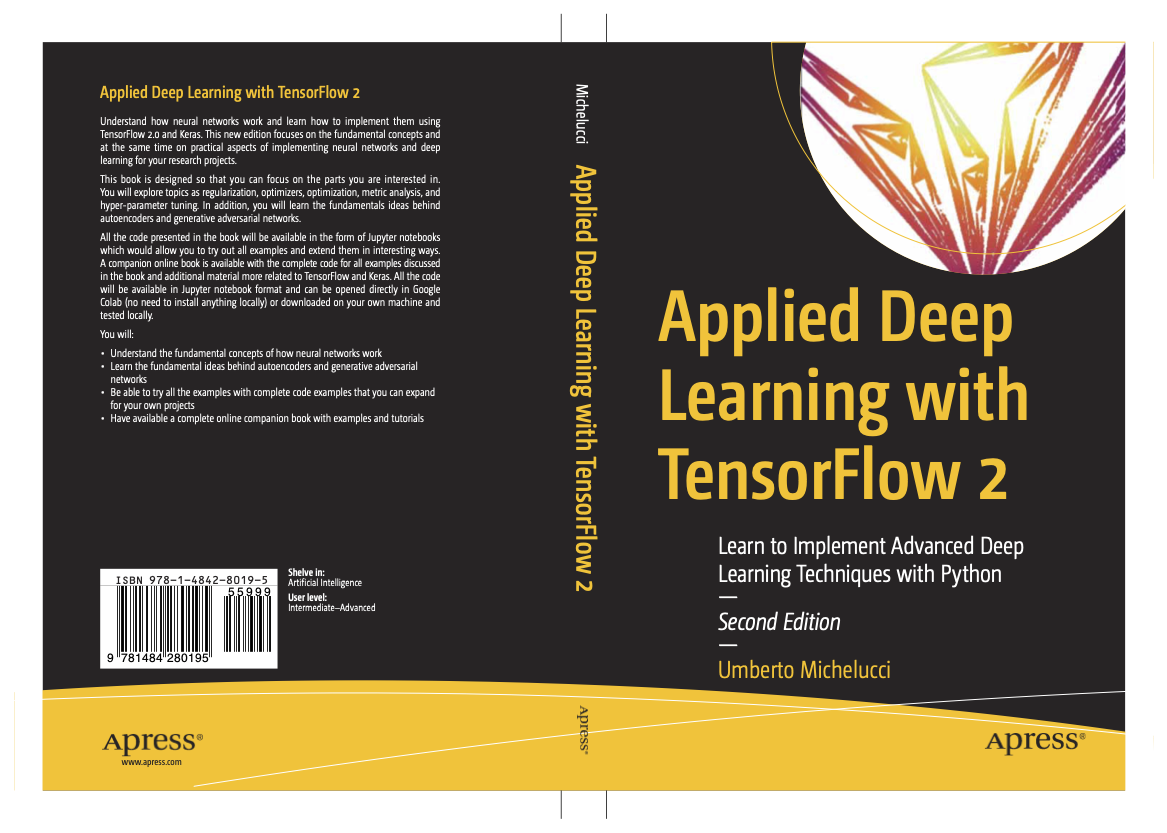 Applied Deep Learning with TensorFlow 2
Understand how neural networks work and learn how to implement them using
TensorFlow 2.0 and Keras. This new edition focuses on the fundamental concepts and
at the same time on practical aspects of implementing neural networks and deep
learning for your research projects.
This book is designed so that you can focus on the parts you are interested in.
You will explore topics as regularization, optimizers, optimization, metric analysis, and
hyper-parameter tuning. In addition, you will learn the fundamentals ideas behind
autoencoders and generative adversarial networks.
All the code presented in the book will be available in the form of Jupyter notebooks
which would allow you to try out all examples and extend them in interesting ways.
A companion online book is available with the complete code for all examples discussed
in the book and additional material more related to TensorFlow and Keras. All the code
will be available in Jupyter notebook format and can be opened directly in Google
Colab (no need to install anything locally) or downloaded on your own machine and
tested locally.
You will:
• Understand the fundamental concepts of how neural networks work
• Learn the fundamental ideas behind autoencoders and generative adversarial
networks
• Be able to try all the examples with complete code examples that you can expand
for your own projects
• Have available a complete online companion book with examples and tutorials
ISBN 978-1-4842-8019-5
55999
9 781484 280195
Shelve in:
Artificial Intelligence
User level:
Intermediate–Advanced
Apress®
www.apress.com
Michelucci
Applied Deep Learning with TensorFlow 2
Apress®
Applied Deep
Learning with
TensorFlow 2
Learn to Implement Advanced Deep
Learning Techniques with Python
—
Second Edition
—
Umberto Michelucci
Apress®